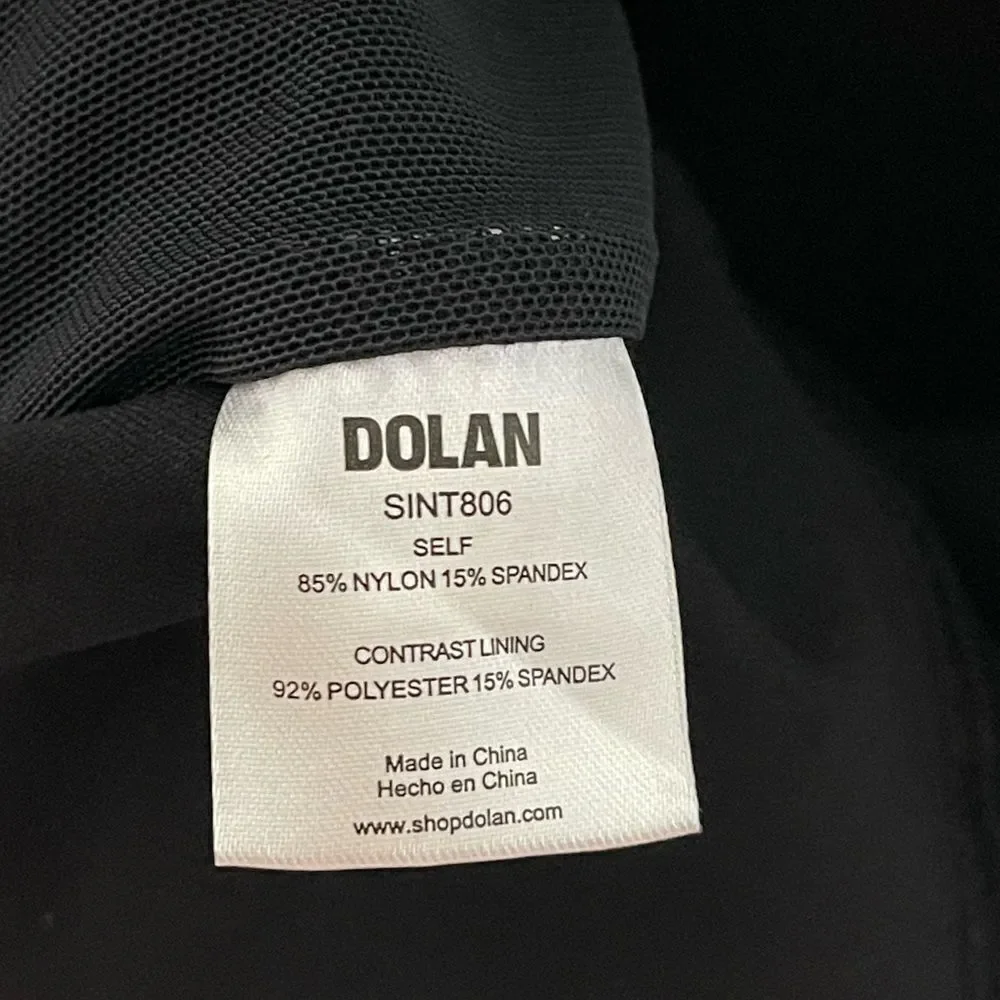 DOLAN
SINT806
SELF
85% NYLON 15% SPANDEX
CONTRAST LINING
92% POLYESTER 15% SPANDEX
Made in China
Hecho en China
www.shopdolan.com